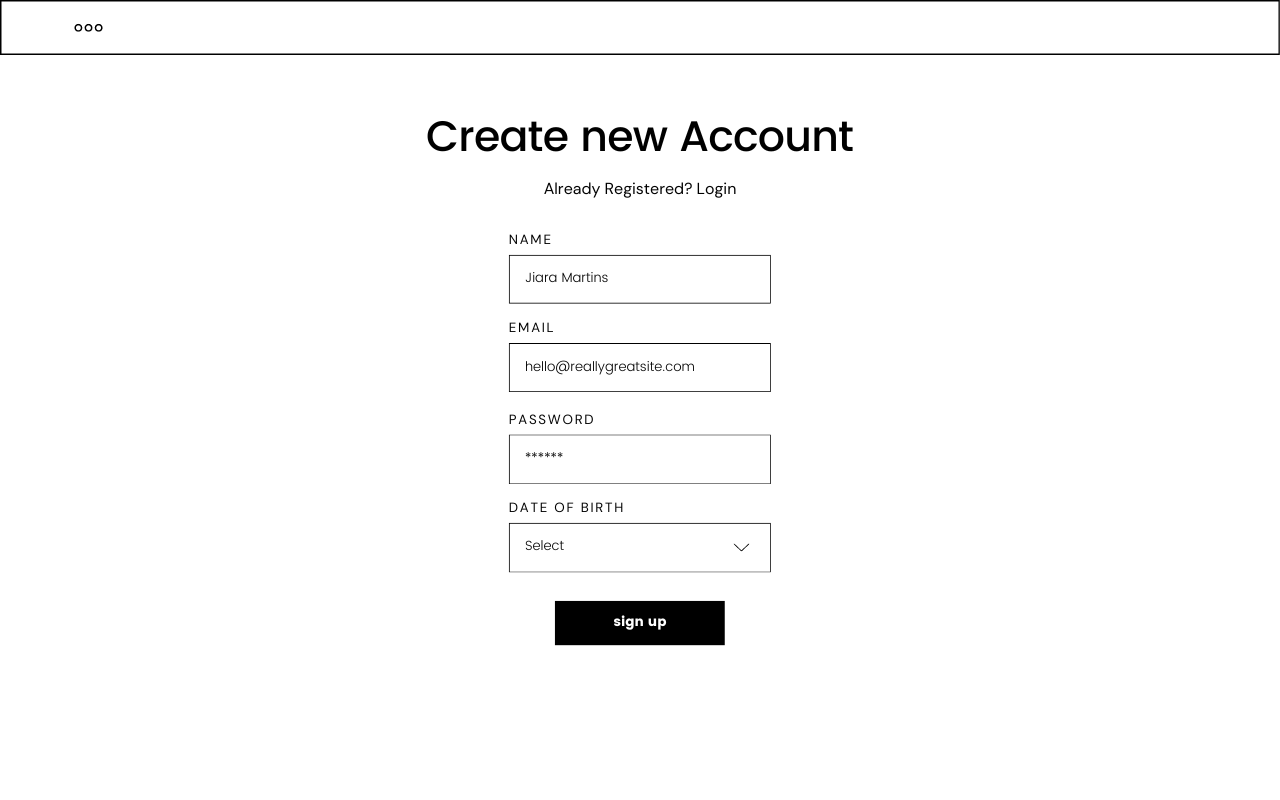 Create new Account
Already Registered? Login
NAME
Jiara Martins
EMAIL
hello@reallygreatsite.com
PASSWORD
******
DATE OF BIRTH
Select
sign up